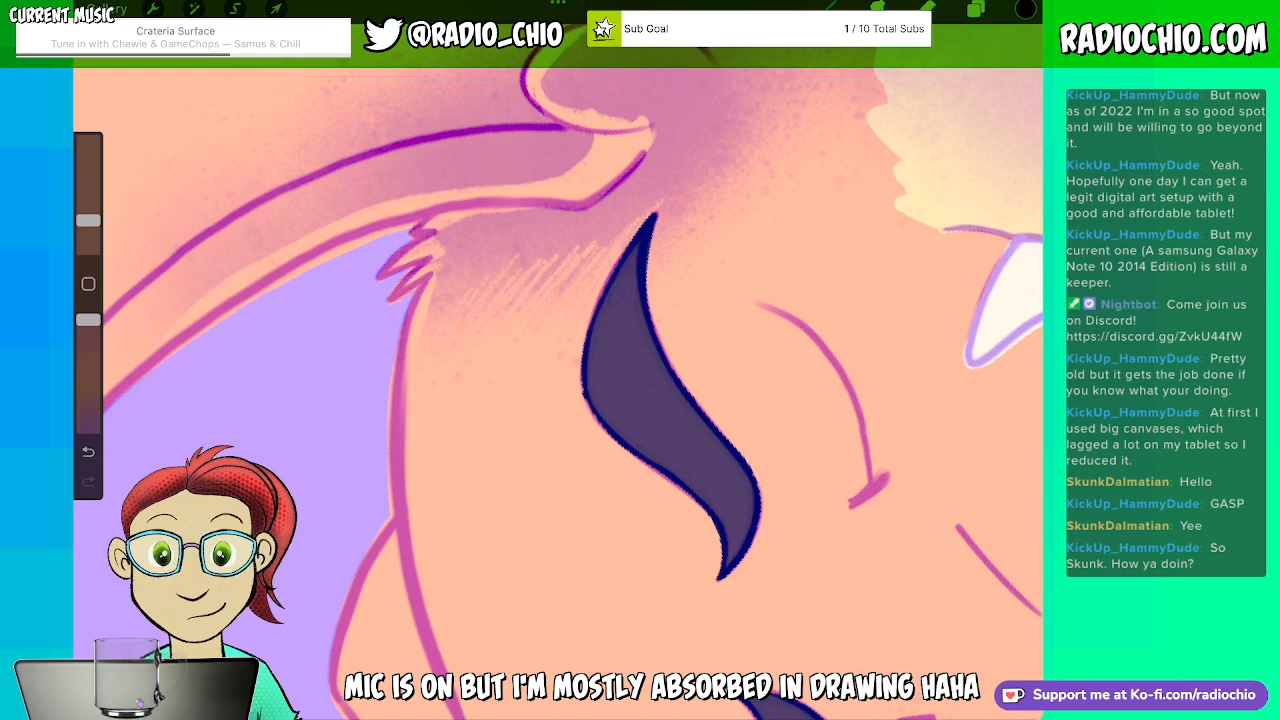 CURRENT MUSIC
Crateria Surface
Tune in with Chewie & GameChops — Samus & Chill
@RADIO_CHIO
Sub Goal
1 / 10 Total Subs
RADIOCHIO.COM
KickUp_HammyDude: But now
as of 2022 I'm in a so good spot
and will be willing to go beyond
it.
KickUp_HammyDude: Yeah.
Hopefully one day I can get a
legit digital art setup with a
good and affordable tablet!
KickUp_HammyDude: But my
current one (A samsung Galaxy
Note 10 2014 Edition) is still a
keeper.
Nightbot: Come join us
on Discord!
https://discord.gg/ZvkU44fW
KickUp_HammyDude: Pretty
old but it gets the job done if
you know what your doing.
KickUp_HammyDude: At first I
used big canvases, which
lagged a lot on my tablet so I
reduced it.
SkunkDalmatian: Hello
KickUp_HammyDude: GASP
SkunkDalmatian: Yee
KickUp_HammyDude: So
Skunk. How ya doin?
MIC IS ON BUT I'M MOSTLY ABSORBED IN DRAWING HAHA
Support me at Ko-fi.com/radiochio